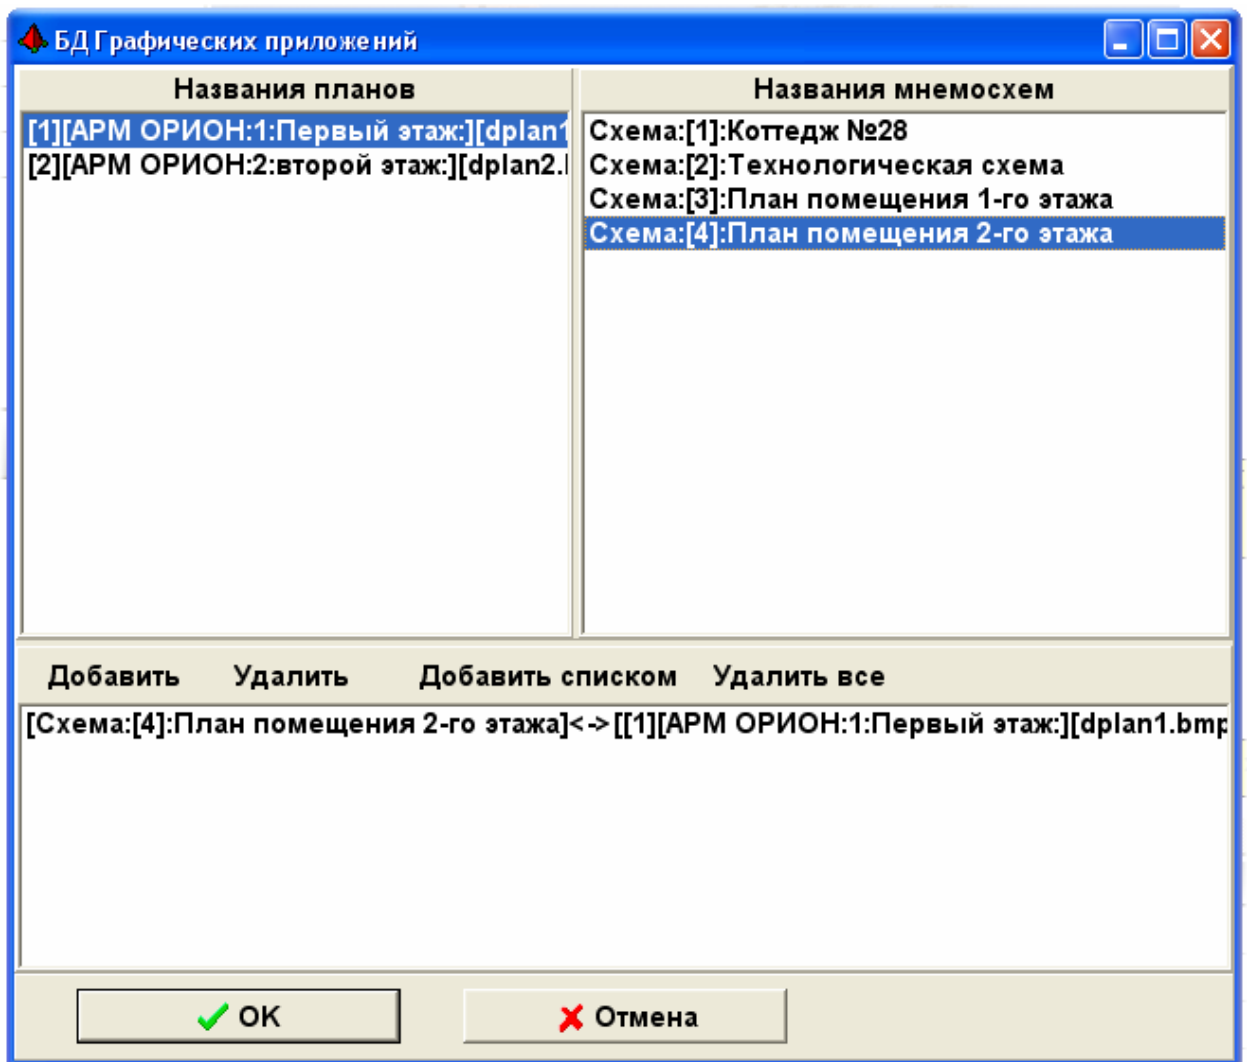 БД Графических приложений
Названия планов
[1][АРМ ОРИОН:1:Первый этаж:][dplan1
[2][АРМ ОРИОН:2:второй этаж:][dplan2.
Названия мнемосхем
Схема:[1]:Коттедж №28
Схема:[2]:Технологическая схема
Схема:[3]:План помещения 1-го этажа
Схема:[4]:План помещения 2-го этажа
Добавить Удалить Добавить списком Удалить все
[Схема:[4]:План помещения 2-го этажа]<->[[1][АРМ ОРИОН:1:Первый этаж:][dplan1.bmp
OK Отмена